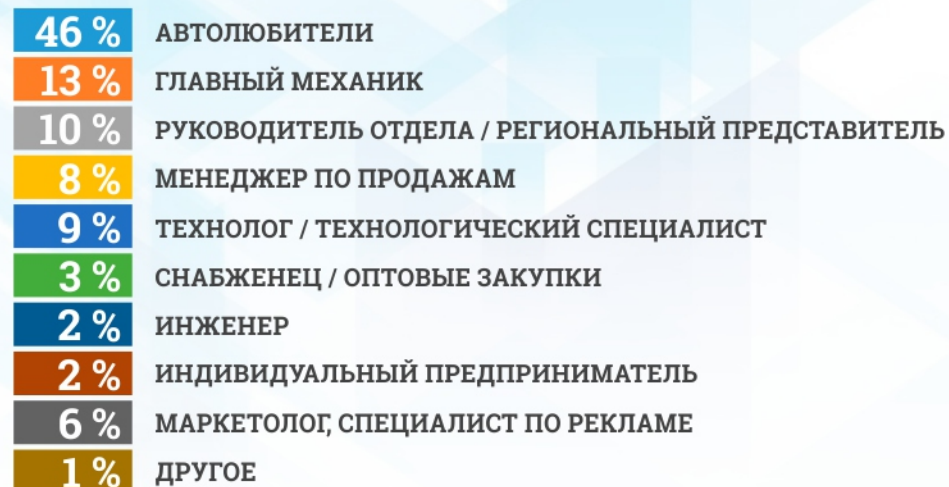 46 % АВТОЛЮБИТЕЛИ
13 % ГЛАВНЫЙ МЕХАНИК
10 % РУКОВОДИТЕЛЬ ОТДЕЛА / РЕГИОНАЛЬНЫЙ ПРЕДСТАВИТЕЛЬ
8 % МЕНЕДЖЕР ПО ПРОДАЖАМ
9 % ТЕХНОЛОГ / ТЕХНОЛОГИЧЕСКИЙ СПЕЦИАЛИСТ
3 % СНАБЖЕНЕЦ / ОПТОВЫЕ ЗАКУПКИ
2 % ИНЖЕНЕР
2 % ИНДИВИДУАЛЬНЫЙ ПРЕДПРИНИМАТЕЛЬ
6 % МАРКЕТОЛОГ, СПЕЦИАЛИСТ ПО РЕКЛАМЕ
1 % ДРУГОЕ